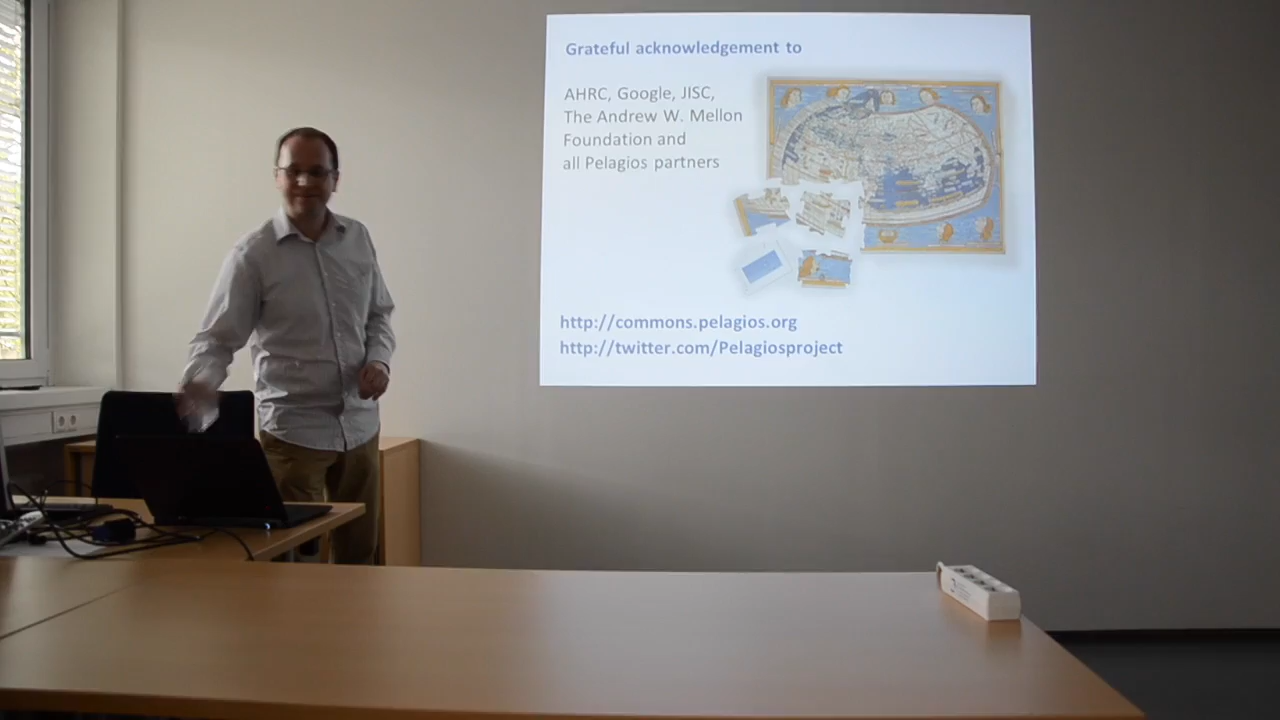 Grateful acknowledgement to
AHRC, Google, JISC,
The Andrew W. Mellon
Foundation and
all Pelagios partners
http://commons.pelagios.org
http://twitter.com/Pelagiosproject